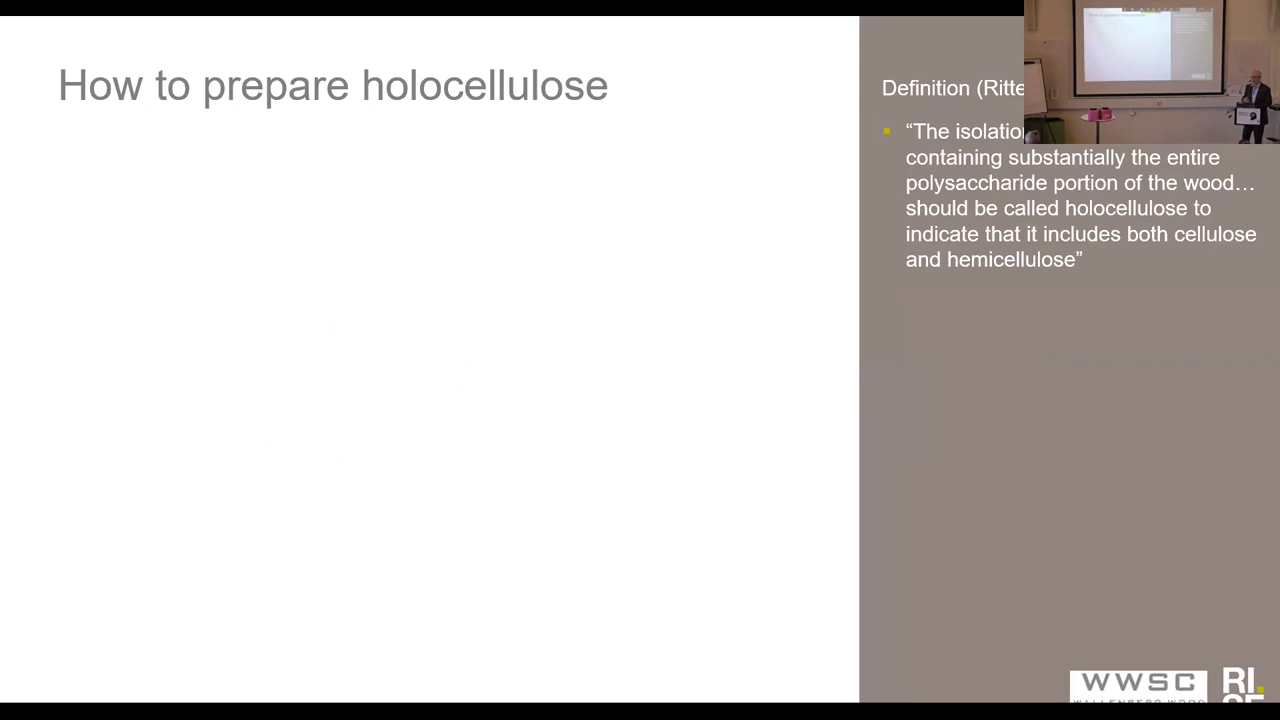 How to prepare holocellulose
Definition (Ritte
“The isolation
containing substantially the entire
polysaccharide portion of the wood…
should be called holocellulose to
indicate that it includes both cellulose
and hemicellulose”
WWSC
RI.